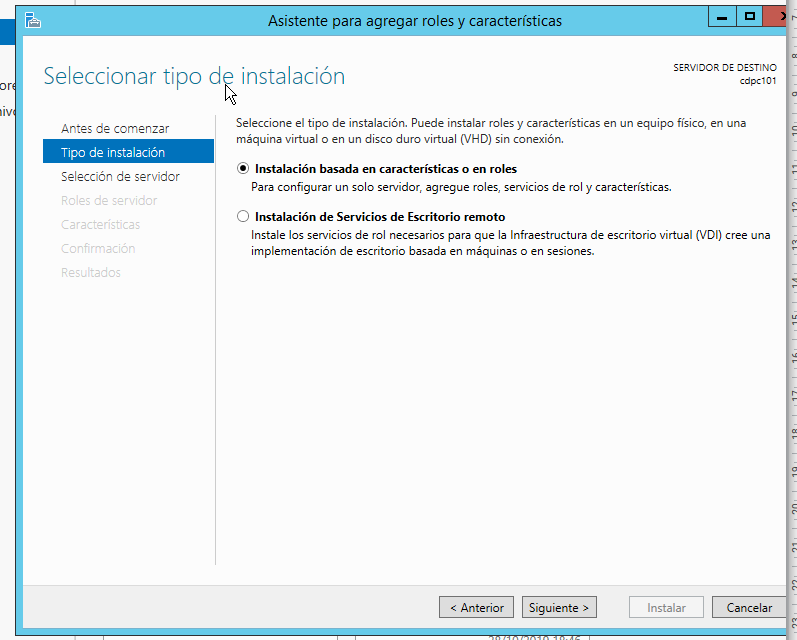 Asistente para agregar roles y características
Seleccionar tipo de instalación
SERVIDOR DE DESTINO
cdpc101
Antes de comenzar
Tipo de instalación
Selección de servidor
Roles de servidor
Características
Confirmación
Resultados
Seleccione el tipo de instalación. Puede instalar roles y características en un equipo físico, en una
máquina virtual o en un disco duro virtual (VHD) sin conexión.
Instalación basada en características o en roles
Para configurar un solo servidor, agregue roles, servicios de rol y características.
Instalación de Servicios de Escritorio remoto
Instale los servicios de rol necesarios para que la Infraestructura de escritorio virtual (VDI) cree una
implementación de escritorio basada en máquinas o en sesiones.
< Anterior
Siguiente >
Instalar
Cancelar